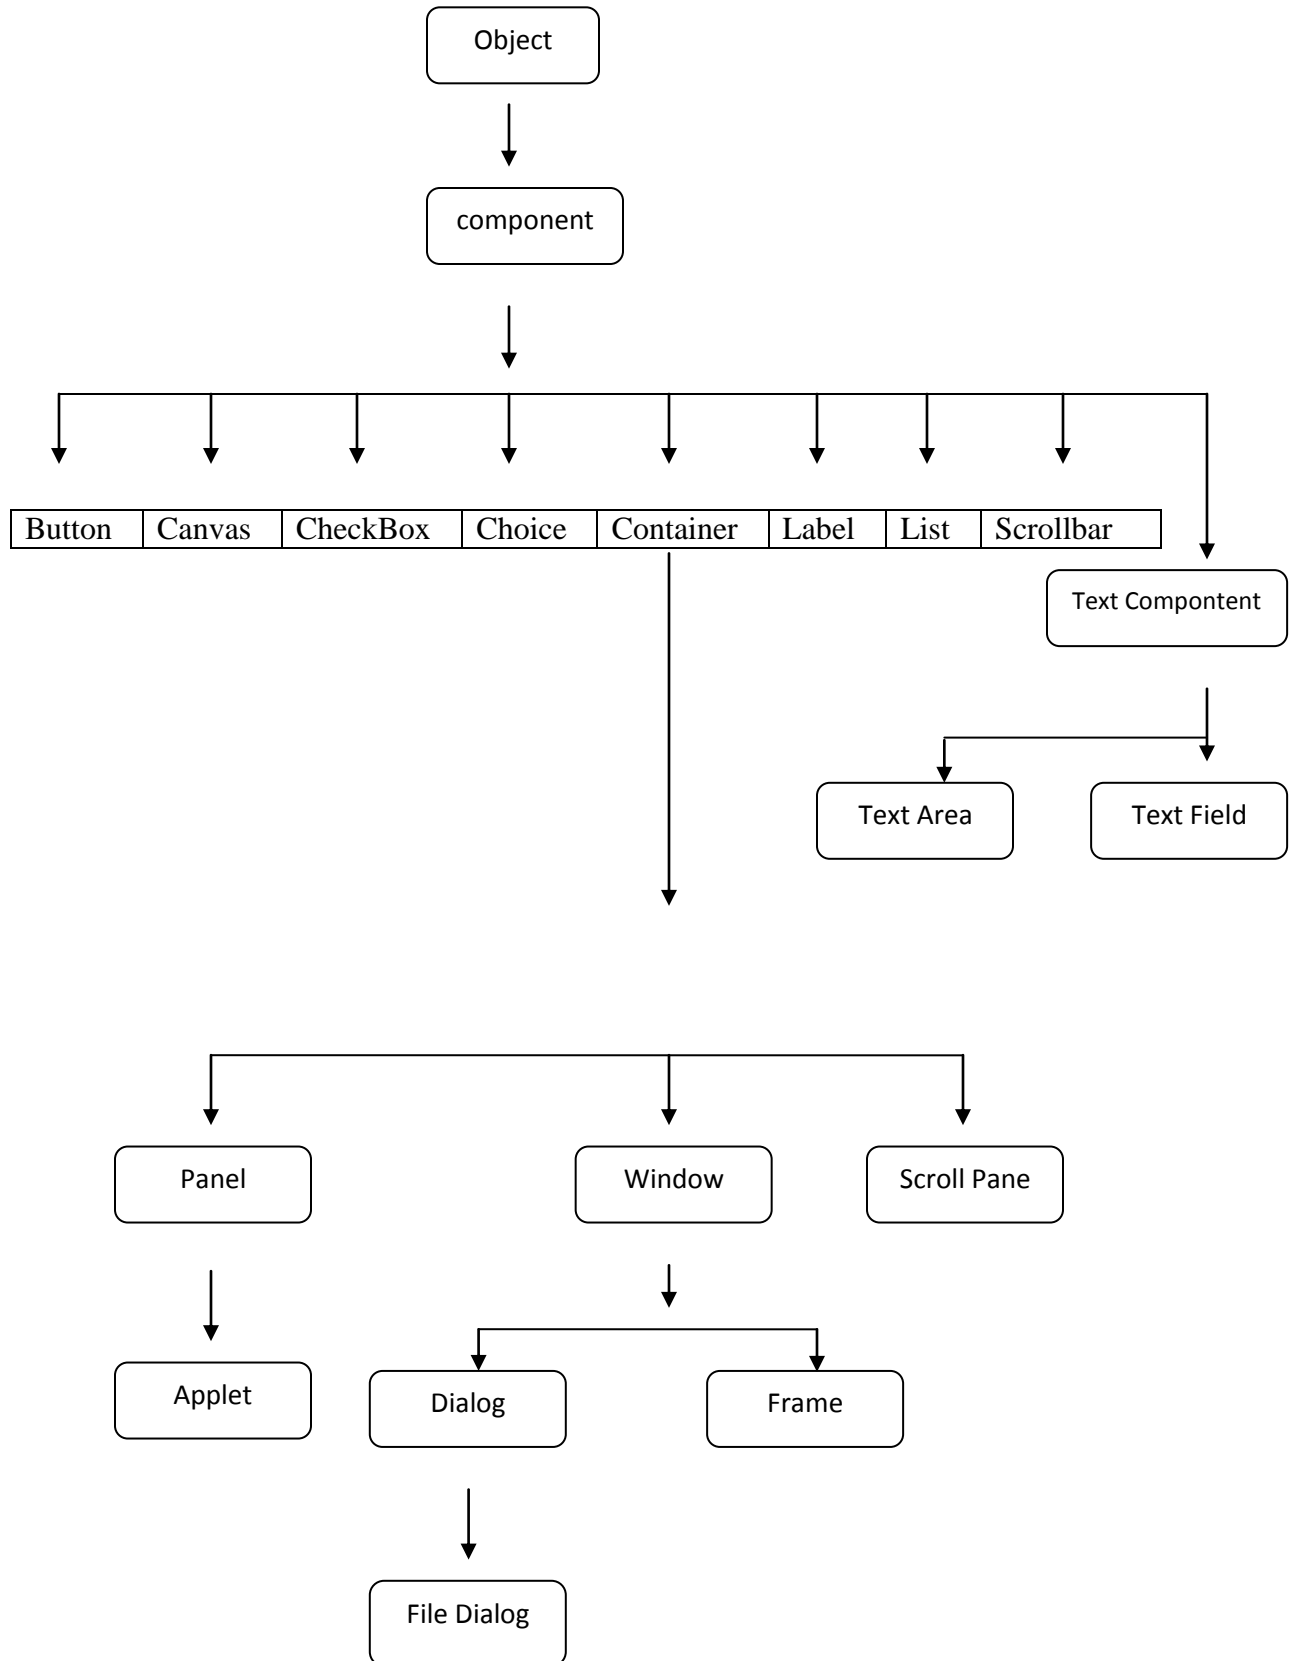 Object
component
Button Canvas CheckBox Choice Container Label List Scrollbar
Text Compontent
Text Area Text Field
Panel Window Scroll Pane
Applet Dialog Frame
File Dialog